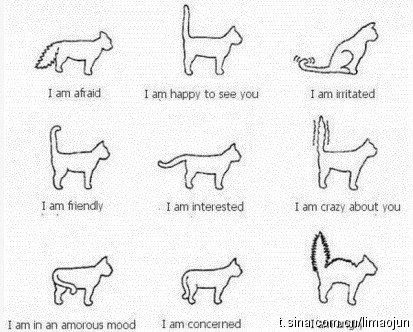 I am afraid
I am happy to see you
I am irritated
I am friendly
I am interested
I am crazy about you
I am in an amorous mood
I am concerned
t.sina.com.cn/limaojun